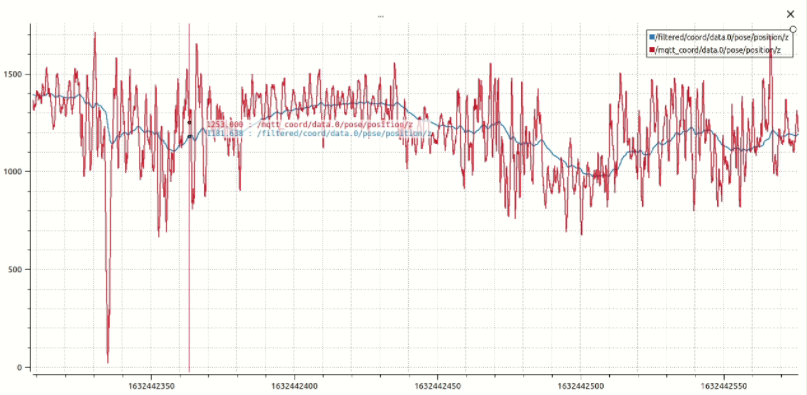 ...
/filtered/coord/data.0/pose/position/z
/mqtt_coord/data.0/pose/position/z
1500
1253.000 : /mqtt_coord/data.0/pose/position/z
1181.638 : /filtered/coord/data.0/pose/position/z
1000
500
0
1632442350 1632442400 1632442450 1632442500 1632442550